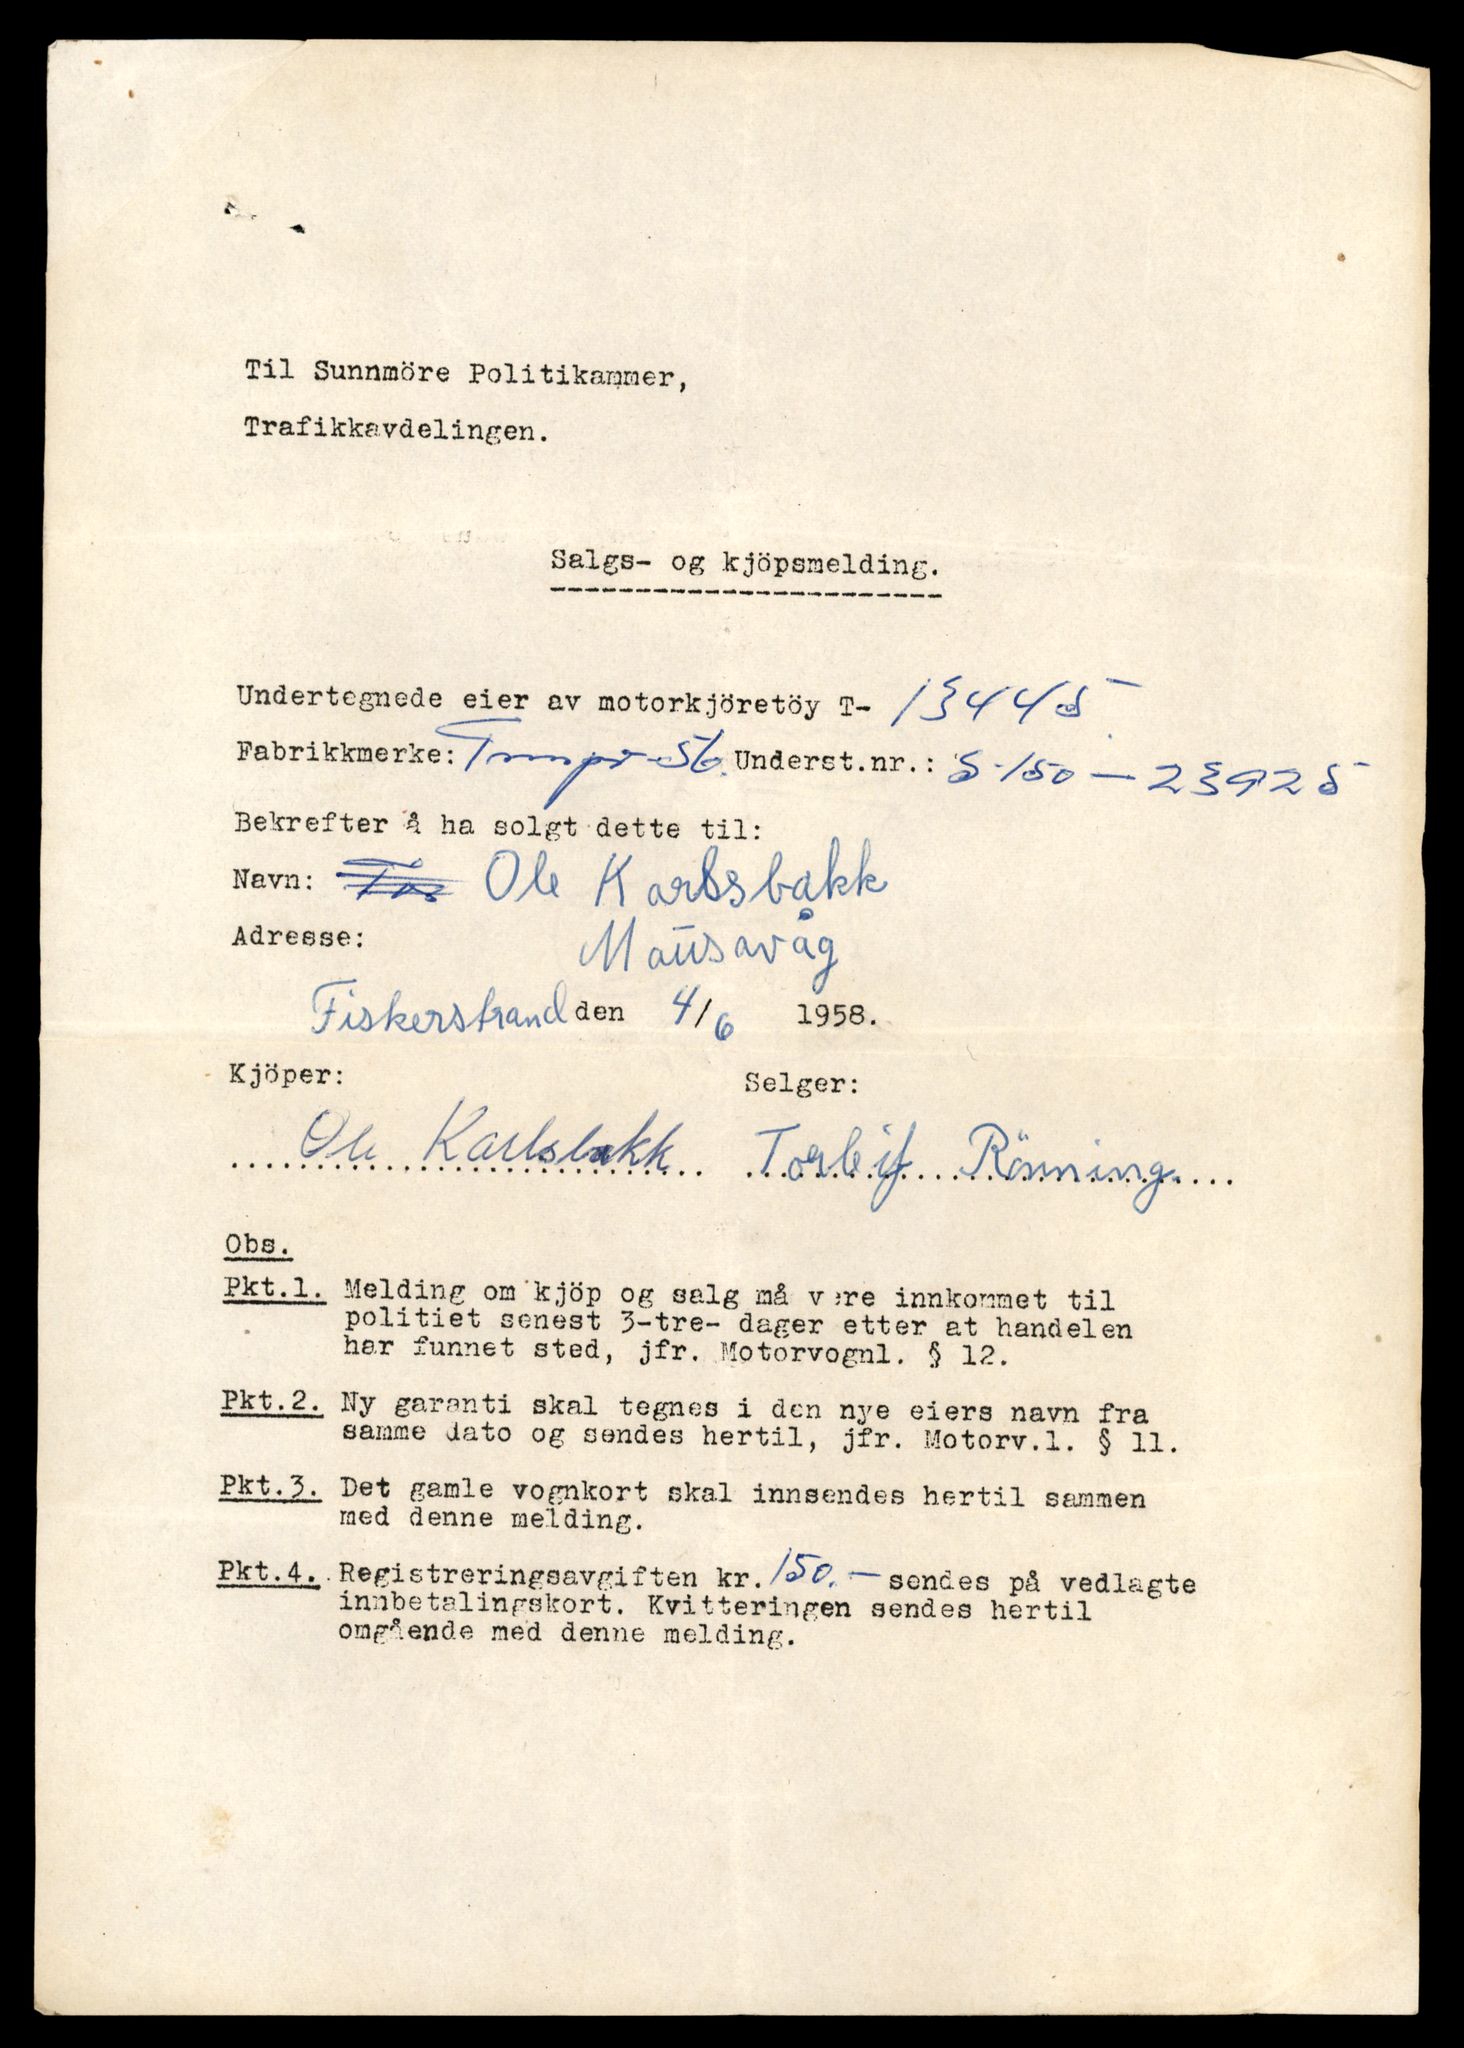 Til Sunnmöre Politikammer,
Trafikkavdelingen.
Salgs- og kjöpsmelding.
Undertegnede eier av motorkjöretöy T- 13445
Fabrikkmerke: Tempo-56. Underst.nr.: S-150-23925
Bekrefter å ha solgt dette til:
Navn: Ole Karlsbakk
Adresse: Mausavåg
Fiskerstrand den 4/6 1958.
Kjöper: Selger:
Ole Karlsbakk Torleif Rönning.
Obs.
Pkt.1. Melding om kjöp og salg må være innkommet til
politiet senest 3-tre- dager etter at handelen
har funnet sted, jfr. Motorvognl. § 12.
Pkt.2. Ny garanti skal tegnes i den nye eiers navn fra
samme dato og sendes hertil, jfr. Motorv.l. § 11.
Pkt.3. Det gamle vognkort skal innsendes hertil sammen
med denne melding.
Pkt.4. Registreringsavgiften kr. 150.- sendes på vedlagte
innbetalingskort. Kvitteringen sendes hertil
omgående med denne melding.